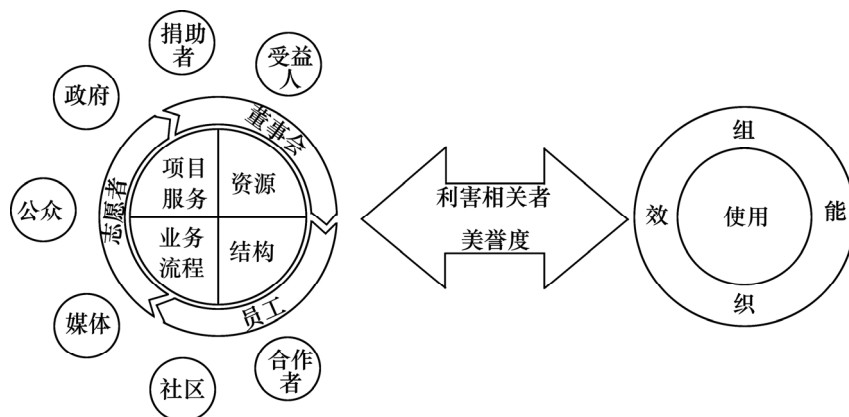 捐助
者
受益
人
政府
董事会
项目
服务
资源
志愿者
公众
业务
流程
结构
媒体
员工
合作
者
社区
利害相关者
美誉度
组
效
使用
能
织